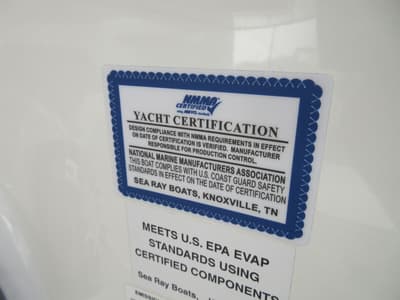 NMMA
CERTIFIED
YACHT CERTIFICATION
DESIGN COMPLIANCE WITH NMMA REQUIREMENTS IN EFFECT
ON DATE OF CERTIFICATION IS VERIFIED. MANUFACTURER
RESPONSIBLE FOR PRODUCTION CONTROL.
NATIONAL MARINE MANUFACTURERS ASSOCIATION
THIS BOAT COMPLIES WITH U.S. COAST GUARD SAFETY
STANDARDS IN EFFECT ON THE DATE OF CERTIFICATION
SEA RAY BOATS, KNOXVILLE, TN
MEETS U.S. EPA EVAP
STANDARDS USING
CERTIFIED COMPONENTS
Sea Ray Boats,